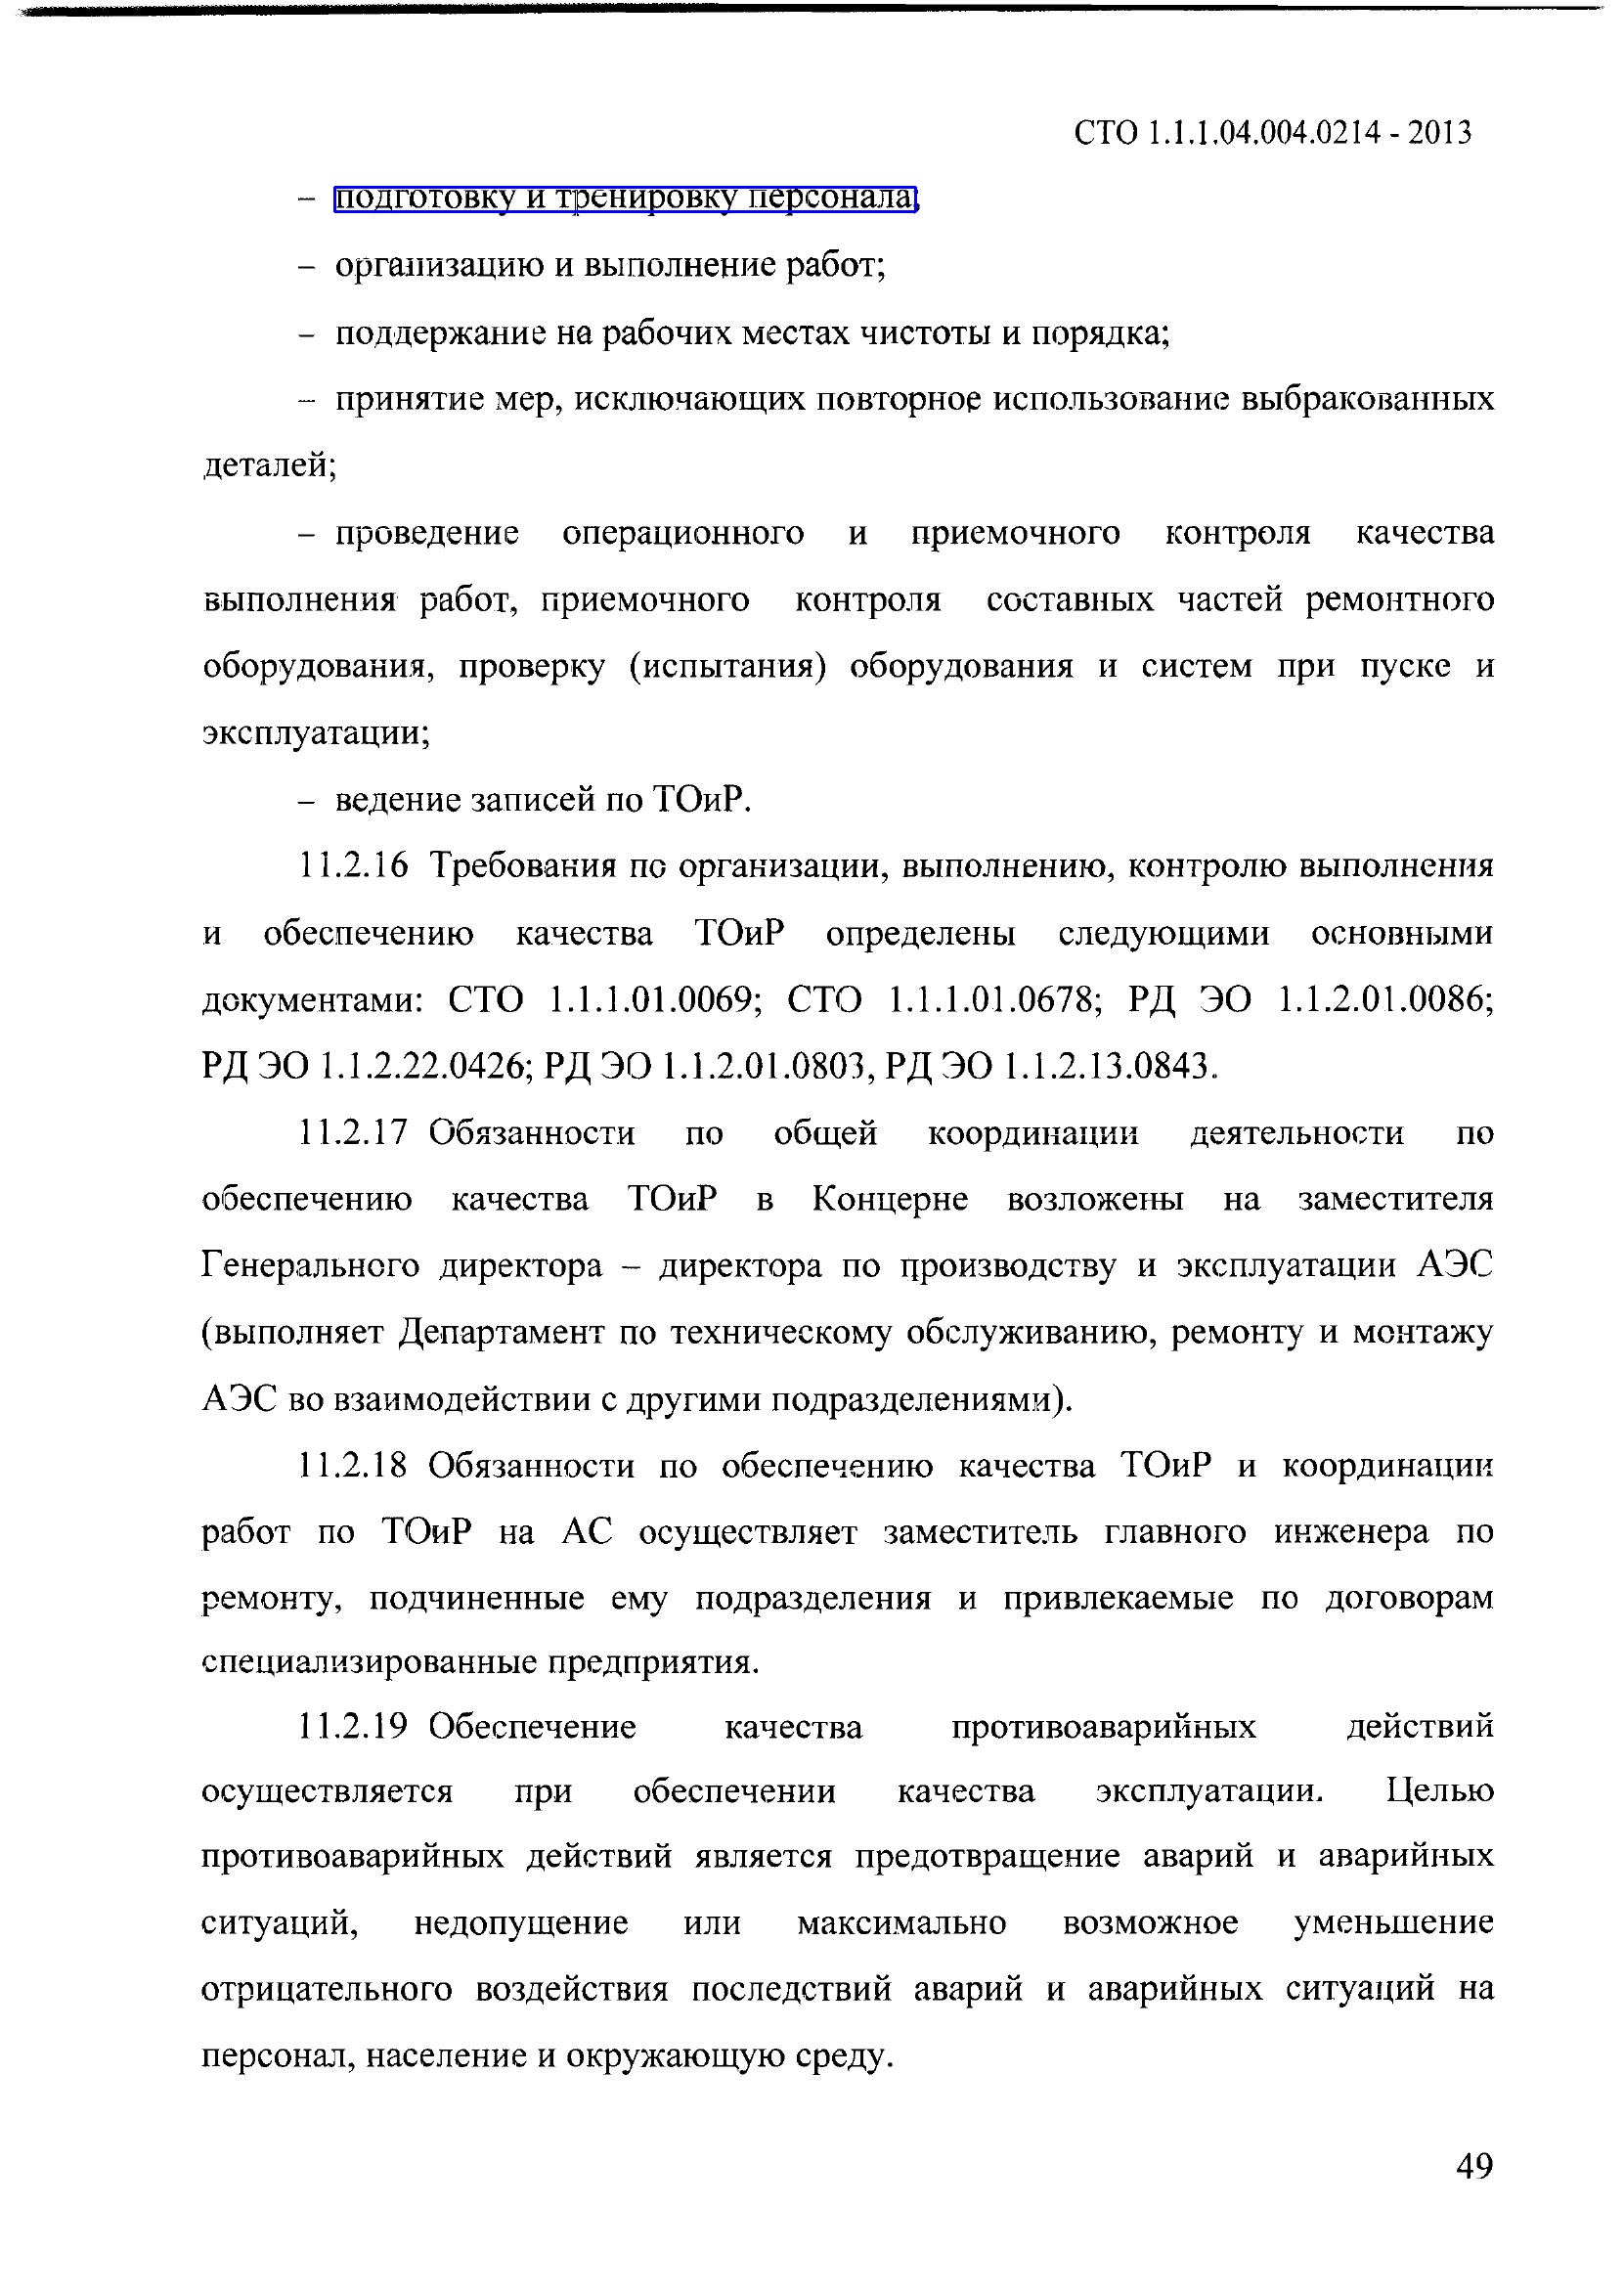 СТО 1.1.1.04.004.0214 - 2013
– подготовку и тренировку персонала;
– организацию и выполнение работ;
– поддержание на рабочих местах чистоты и порядка;
– принятие мер, исключающих повторное использование выбракованных
деталей;
– проведение операционного и приемочного контроля качества
выполнения работ, приемочного контроля составных частей ремонтного
оборудования, проверку (испытания) оборудования и систем при пуске и
эксплуатации;
– ведение записей по ТОиР.
11.2.16 Требования по организации, выполнению, контролю выполнения
и обеспечению качества ТОиР определены следующими основными
документами: СТО 1.1.1.01.0069; СТО 1.1.1.01.0678; РД ЭО 1.1.2.01.0086;
РД ЭО 1.1.2.22.0426; РД ЭО 1.1.2.01.0803, РД ЭО 1.1.2.13.0843.
11.2.17 Обязанности по общей координации деятельности по
обеспечению качества ТОиР в Концерне возложены на заместителя
Генерального директора – директора по производству и эксплуатации АЭС
(выполняет Департамент по техническому обслуживанию, ремонту и монтажу
АЭС во взаимодействии с другими подразделениями).
11.2.18 Обязанности по обеспечению качества ТОиР и координации
работ по ТОиР на АС осуществляет заместитель главного инженера по
ремонту, подчиненные ему подразделения и привлекаемые по договорам
специализированные предприятия.
11.2.19 Обеспечение качества противоаварийных действий
осуществляется при обеспечении качества эксплуатации. Целью
противоаварийных действий является предотвращение аварий и аварийных
ситуаций, недопущение или максимально возможное уменьшение
отрицательного воздействия последствий аварий и аварийных ситуаций на
персонал, население и окружающую среду.
49